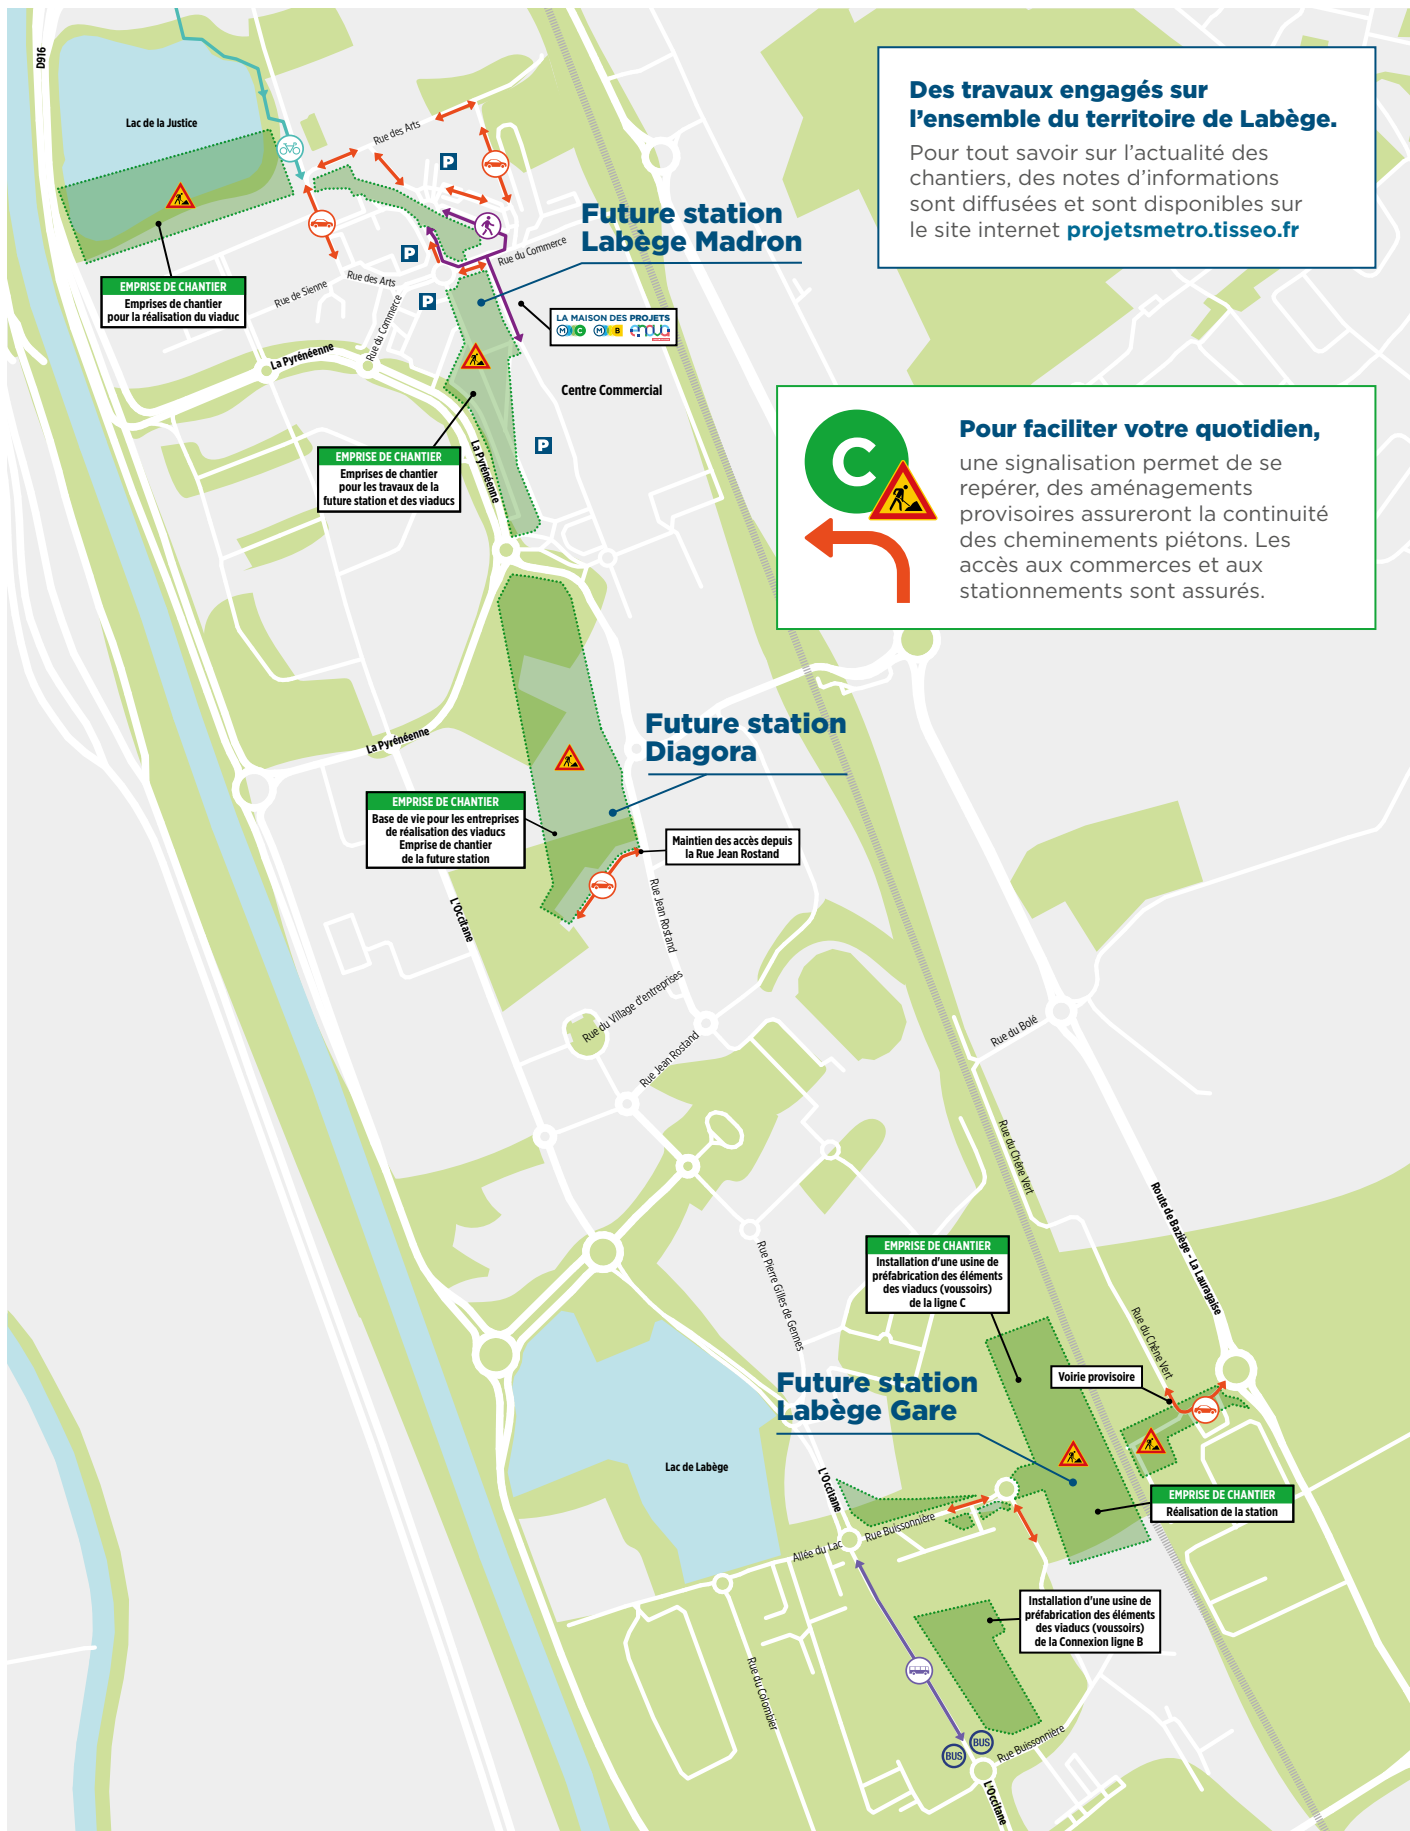 D916
Lac de la Justice
Rue des Arts
P
Des travaux engagés sur
l'ensemble du territoire de Labège.
Pour tout savoir sur l'actualité des
chantiers, des notes d'informations
sont diffusées et sont disponibles sur
le site internet projetsmetro.tisseo.fr
Future station
Labège Madron
Rue du Commerce
P
Rue des Arts
Rue de Sienne
P
Rue du Commerce
EMPRISE DE CHANTIER
Emprises de chantier
pour la réalisation du viaduc
LA MAISON DES PROJETS
M C M B enova
La Pyrénéenne
Centre Commercial
P
EMPRISE DE CHANTIER
Emprises de chantier
pour les travaux de la
future station et des viaducs
La Pyrénéenne
C
Pour faciliter votre quotidien,
une signalisation permet de se
repérer, des aménagements
provisoires assureront la continuité
des cheminements piétons. Les
accès aux commerces et aux
stationnements sont assurés.
Future station
Diagora
La Pyrénéenne
EMPRISE DE CHANTIER
Base de vie pour les entreprises
de réalisation des viaducs
Emprise de chantier
de la future station
Maintien des accès depuis
la Rue Jean Rostand
L'Occitane
Rue Jean Rostand
Rue du Village d'entreprises
Rue Jean Rostand
Rue du Bolé
Rue du Chêne Vert
Route de Baziège - La Lauragaise
Rue Pierre Gilles de Gennes
EMPRISE DE CHANTIER
Installation d'une usine de
préfabrication des éléments
des viaducs (voussoirs)
de la ligne C
Rue du Chêne Vert
Voirie provisoire
Future station
Labège Gare
Lac de Labège
L'Occitane
EMPRISE DE CHANTIER
Réalisation de la station
Rue Buissonnière
Allée du Lac
Installation d'une usine de
préfabrication des éléments
des viaducs (voussoirs)
de la Connexion ligne B
Rue du Colombier
BUS
BUS
Rue Buissonnière
L'Occitane